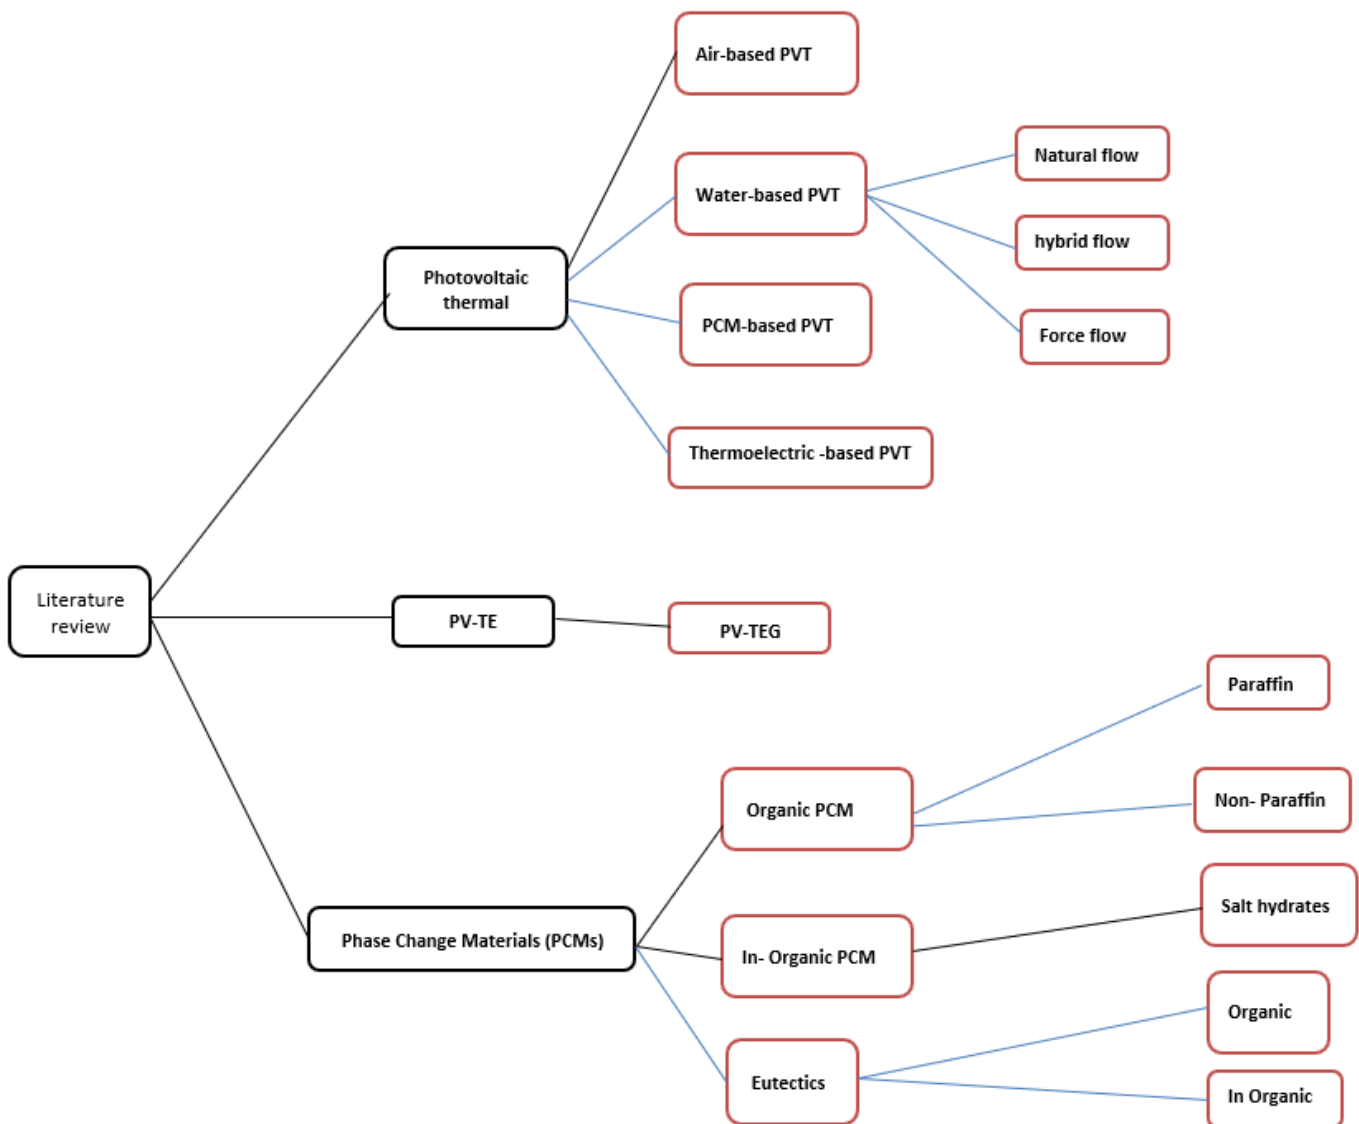 Air-based PVT
Natural flow
Water-based PVT
hybrid flow
Photovoltaic
thermal
PCM-based PVT
Force flow
Thermoelectric -based PVT
Literature
review
PV-TE
PV-TEG
Paraffin
Organic PCM
Non- Paraffin
Salt hydrates
Phase Change Materials (PCMs)
In- Organic PCM
Organic
Eutectics
In Organic